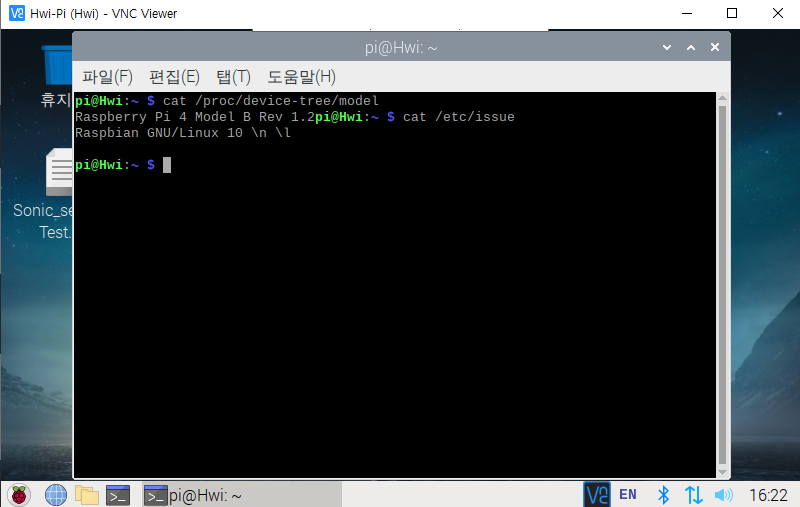 Hwi-Pi (Hwi) - VNC Viewer
pi@Hwi: ~
파일(F) 편집(E) 탭(T) 도움말(H)
휴지
Sonic_se
Test.
pi@Hwi:~ $ cat /proc/device-tree/model
Raspberry Pi 4 Model B Rev 1.2pi@Hwi:~ $ cat /etc/issue
Raspbian GNU/Linux 10 \n \l
pi@Hwi:~ $
>_ >_ pi@Hwi: ~ EN 16:22